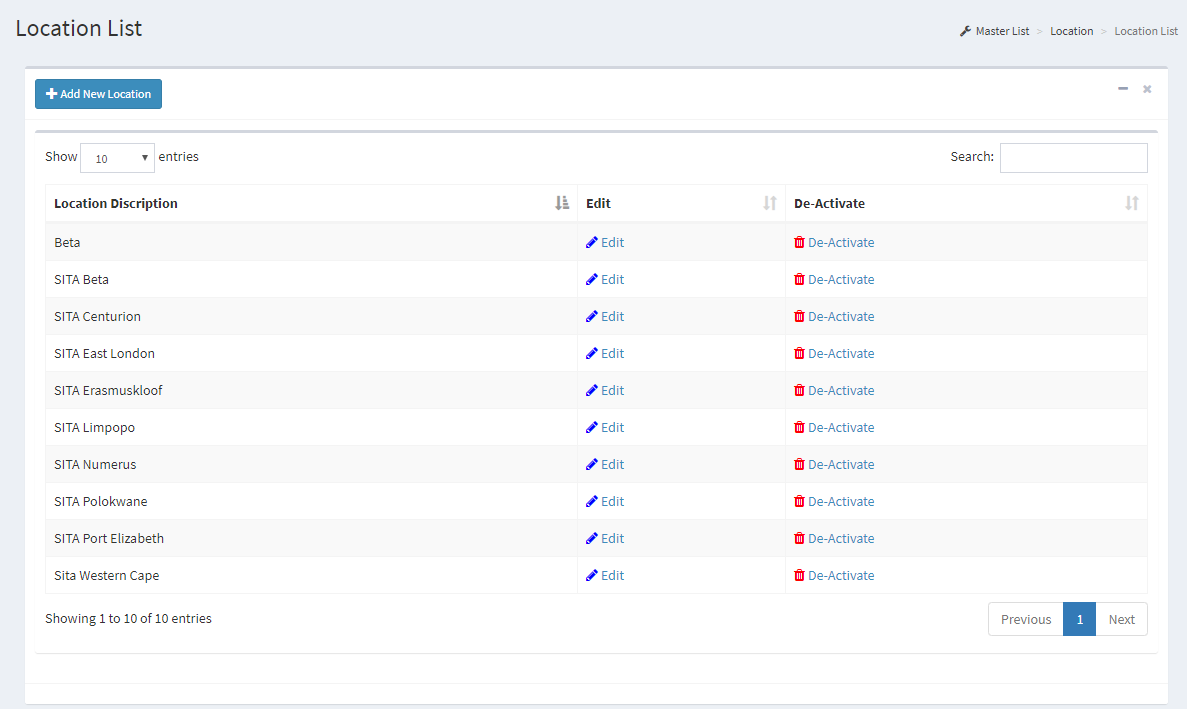 Location List
Master List > Location > Location List
Add New Location
Show 10 entries Search:
Location Discription Edit De-Activate
Beta Edit De-Activate
SITA Beta Edit De-Activate
SITA Centurion Edit De-Activate
SITA East London Edit De-Activate
SITA Erasmuskloof Edit De-Activate
SITA Limpopo Edit De-Activate
SITA Numerus Edit De-Activate
SITA Polokwane Edit De-Activate
SITA Port Elizabeth Edit De-Activate
Sita Western Cape Edit De-Activate
Showing 1 to 10 of 10 entries Previous 1 Next